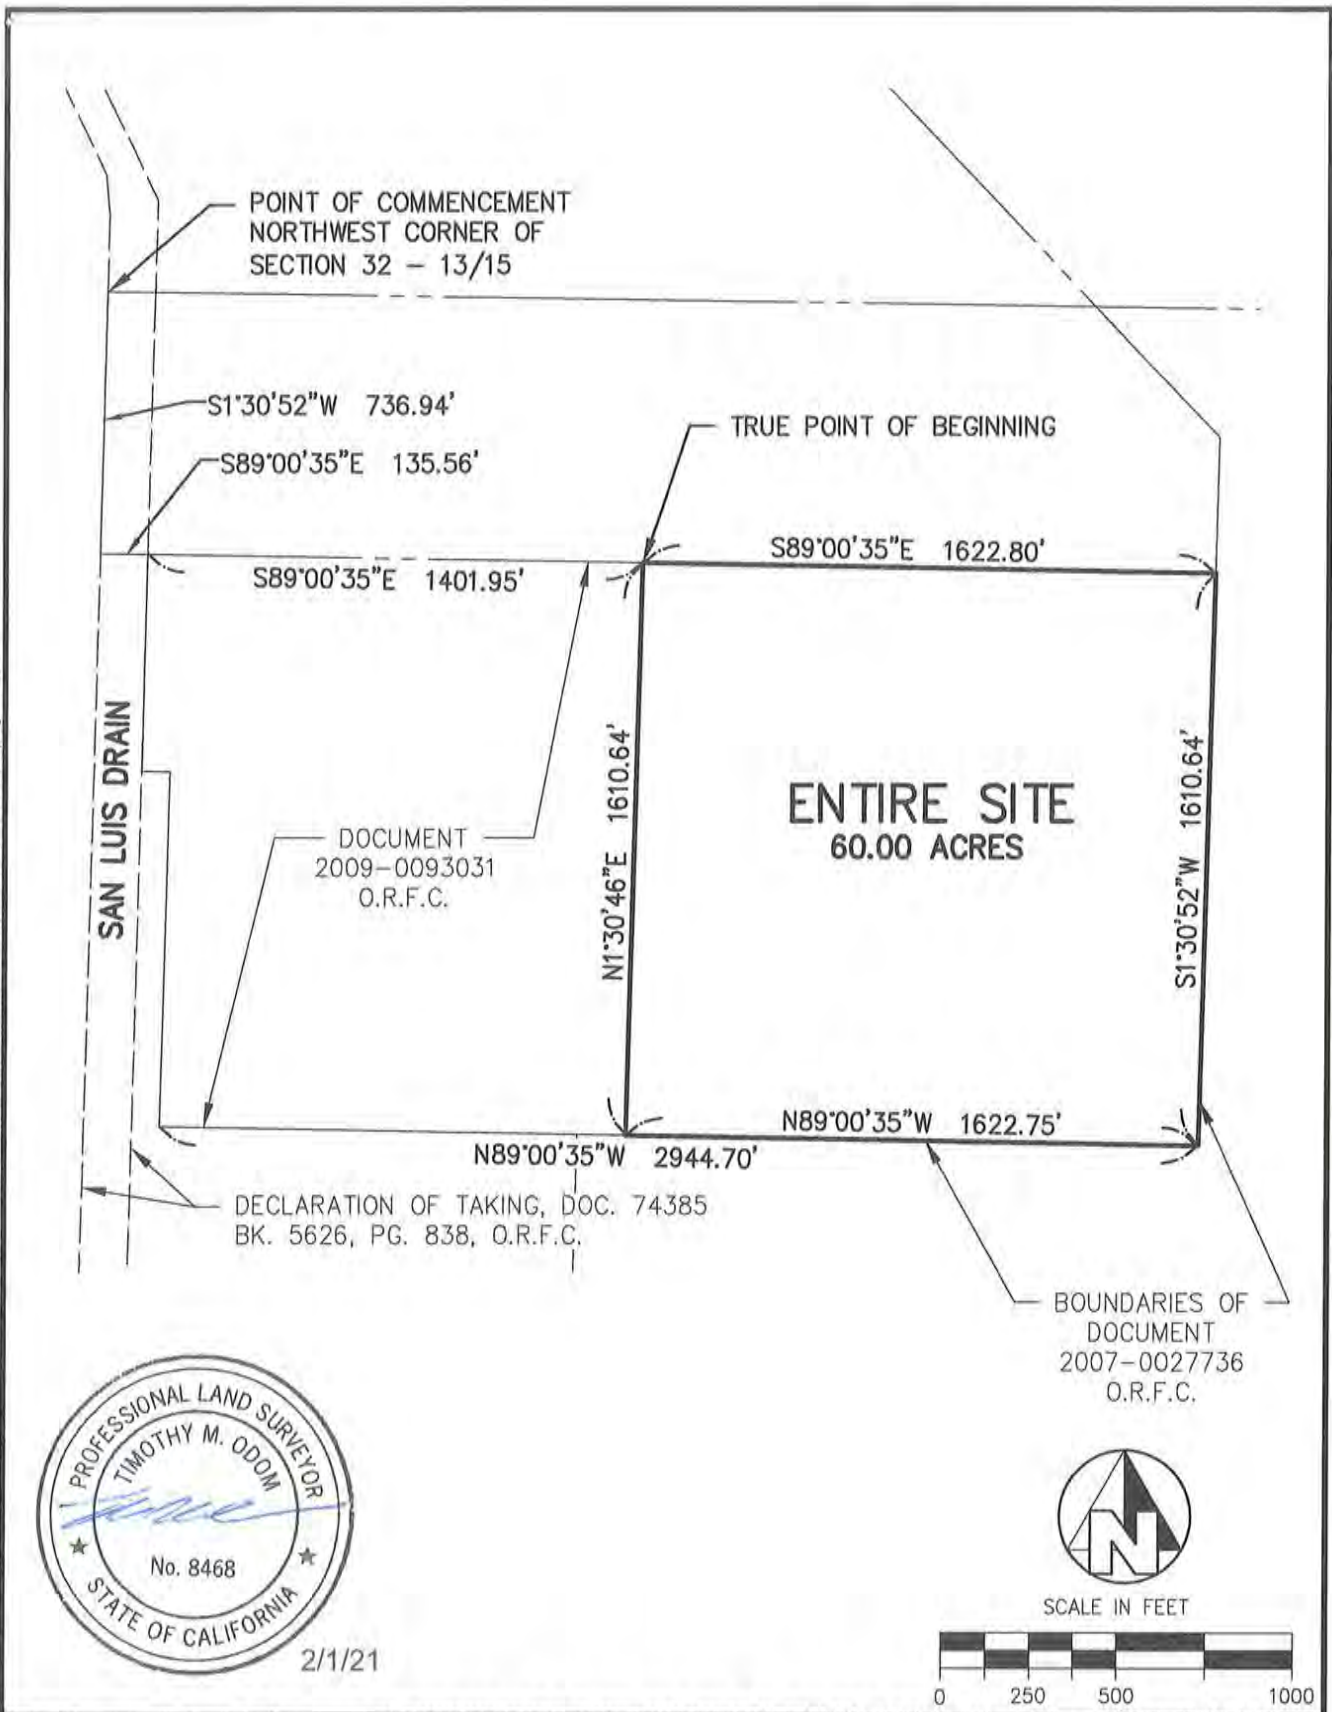 POINT OF COMMENCEMENT
NORTHWEST CORNER OF
SECTION 32 – 13/15
S1°30'52"W 736.94'
S89°00'35"E 135.56'
TRUE POINT OF BEGINNING
S89°00'35"E 1622.80'
S89°00'35"E 1401.95'
SAN LUIS DRAIN
N1°30'46"E 1610.64'
ENTIRE SITE
60.00 ACRES
S1°30'52"W 1610.64'
DOCUMENT
2009-0093031
O.R.F.C.
N89°00'35"W 1622.75'
N89°00'35"W 2944.70'
DECLARATION OF TAKING, DOC. 74385
BK. 5626, PG. 838, O.R.F.C.
BOUNDARIES OF
DOCUMENT
2007-0027736
O.R.F.C.
PROFESSIONAL LAND SURVEYOR
TIMOTHY M. ODOM
No. 8468
STATE OF CALIFORNIA
2/1/21
N
SCALE IN FEET
0 250 500 1000